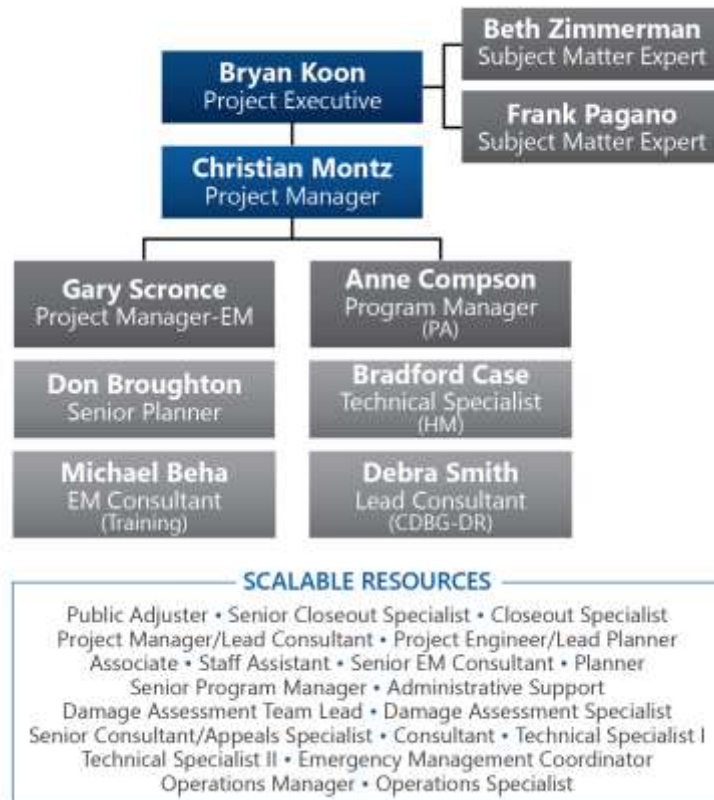 Beth Zimmerman
Subject Matter Expert
Bryan Koon
Project Executive
Frank Pagano
Subject Matter Expert
Christian Montz
Project Manager
Gary Scronce
Project Manager-EM
Anne Compson
Program Manager
(PA)
Don Broughton
Senior Planner
Bradford Case
Technical Specialist
(HM)
Michael Beha
EM Consultant
(Training)
Debra Smith
Lead Consultant
(CDBG-DR)
SCALABLE RESOURCES
Public Adjuster • Senior Closeout Specialist • Closeout Specialist
Project Manager/Lead Consultant • Project Engineer/Lead Planner
Associate • Staff Assistant • Senior EM Consultant • Planner
Senior Program Manager • Administrative Support
Damage Assessment Team Lead • Damage Assessment Specialist
Senior Consultant/Appeals Specialist • Consultant • Technical Specialist I
Technical Specialist II • Emergency Management Coordinator
Operations Manager • Operations Specialist